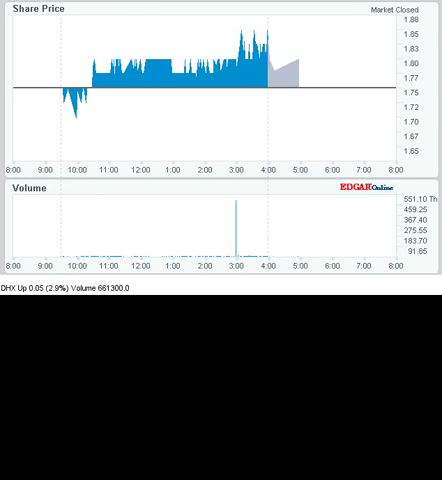 Share Price
Market Closed
1.88
1.85
1.83
1.80
1.77
1.75
1.72
1.70
1.67
1.65
8:00 9:00 10:00 11:00 12:00 1:00 2:00 3:00 4:00 5:00 6:00 7:00 8:00
Volume
EDGAROnline
551.10 Th
459.25
367.40
275.55
183.70
91.85
8:00 9:00 10:00 11:00 12:00 1:00 2:00 3:00 4:00 5:00 6:00 7:00 8:00
DHX Up 0.05 (2.9%) Volume 661300.0